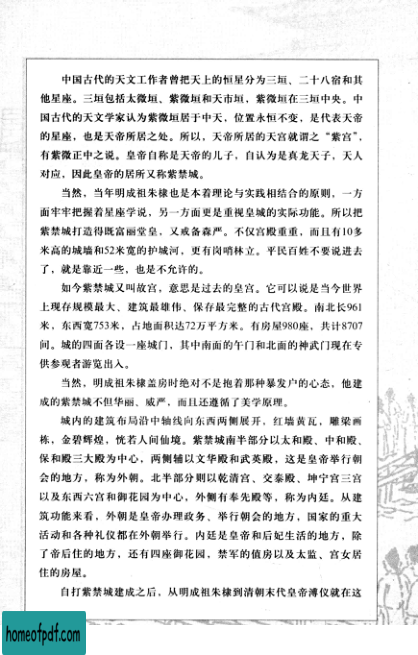 中国古代的天文工作者曾把天上的恒星分为三垣、二十八宿和其
他星座。三垣包括太微垣、紫微垣和天市垣，紫微垣在三垣中央。中
国古代的天文学家认为紫微垣居于中天，位置永恒不变，是代表天帝
的星座，也是天帝所居之处。所以，天帝所居的天宫就谓之“紫宫”，
有紫微正中之说。皇帝自称是天帝的儿子，自认为是真龙天子，天人
对应，因此皇帝的居所又称紫禁城。
当然，当年明成祖朱棣也是本着理论与实践相结合的原则，一方
面牢牢把握着星座学说，另一方面更是重视皇城的实际功能。所以把
紫禁城打造得既富丽堂皇，又戒备森严。不仅宫殿重重，而且有10多
米高的城墙和52米宽的护城河，更有岗哨林立。平民百姓不要说进去
了，就是靠近一些，也是不允许的。
如今紫禁城又叫故宫，意思是过去的皇宫。它可以说是当今世界
上现存规模最大、建筑最雄伟、保存最完整的古代宫殿。南北长961
米，东西宽753米，占地面积达72万平方米。有房屋980座，共计8707
间。城的四面各设一座城门，其中南面的午门和北面的神武门现在专
供参观者游览出入。
当然，明成祖朱棣盖房时绝对不是抱着那种暴发户的心态，他建
成的紫禁城不但华丽、威严，而且还遵循了美学原理。
城内的建筑布局沿中轴线向东西两侧展开，红墙黄瓦，雕梁画
栋，金碧辉煌，恍若人间仙境。紫禁城南半部分以太和殿、中和殿、
保和殿三大殿为中心，两侧辅以文华殿和武英殿，这是皇帝举行朝
会的地方，称为外朝。北半部分则以乾清宫、交泰殿、坤宁宫三宫
以及东西六宫和御花园为中心，外侧有奉先殿等，称为内廷。从建
筑功能来看，外朝是皇帝办理政务、举行朝会的地方，国家的重大
活动和各种礼仪都在外朝举行。内廷是皇帝和后妃生活的地方，除
了帝后住的地方，还有四座御花园，禁军的值房以及太监、宫女居
住的房屋。
自打紫禁城建成之后，从明成祖朱棣到清朝末代皇帝溥仪就在这
homeofpdf.com